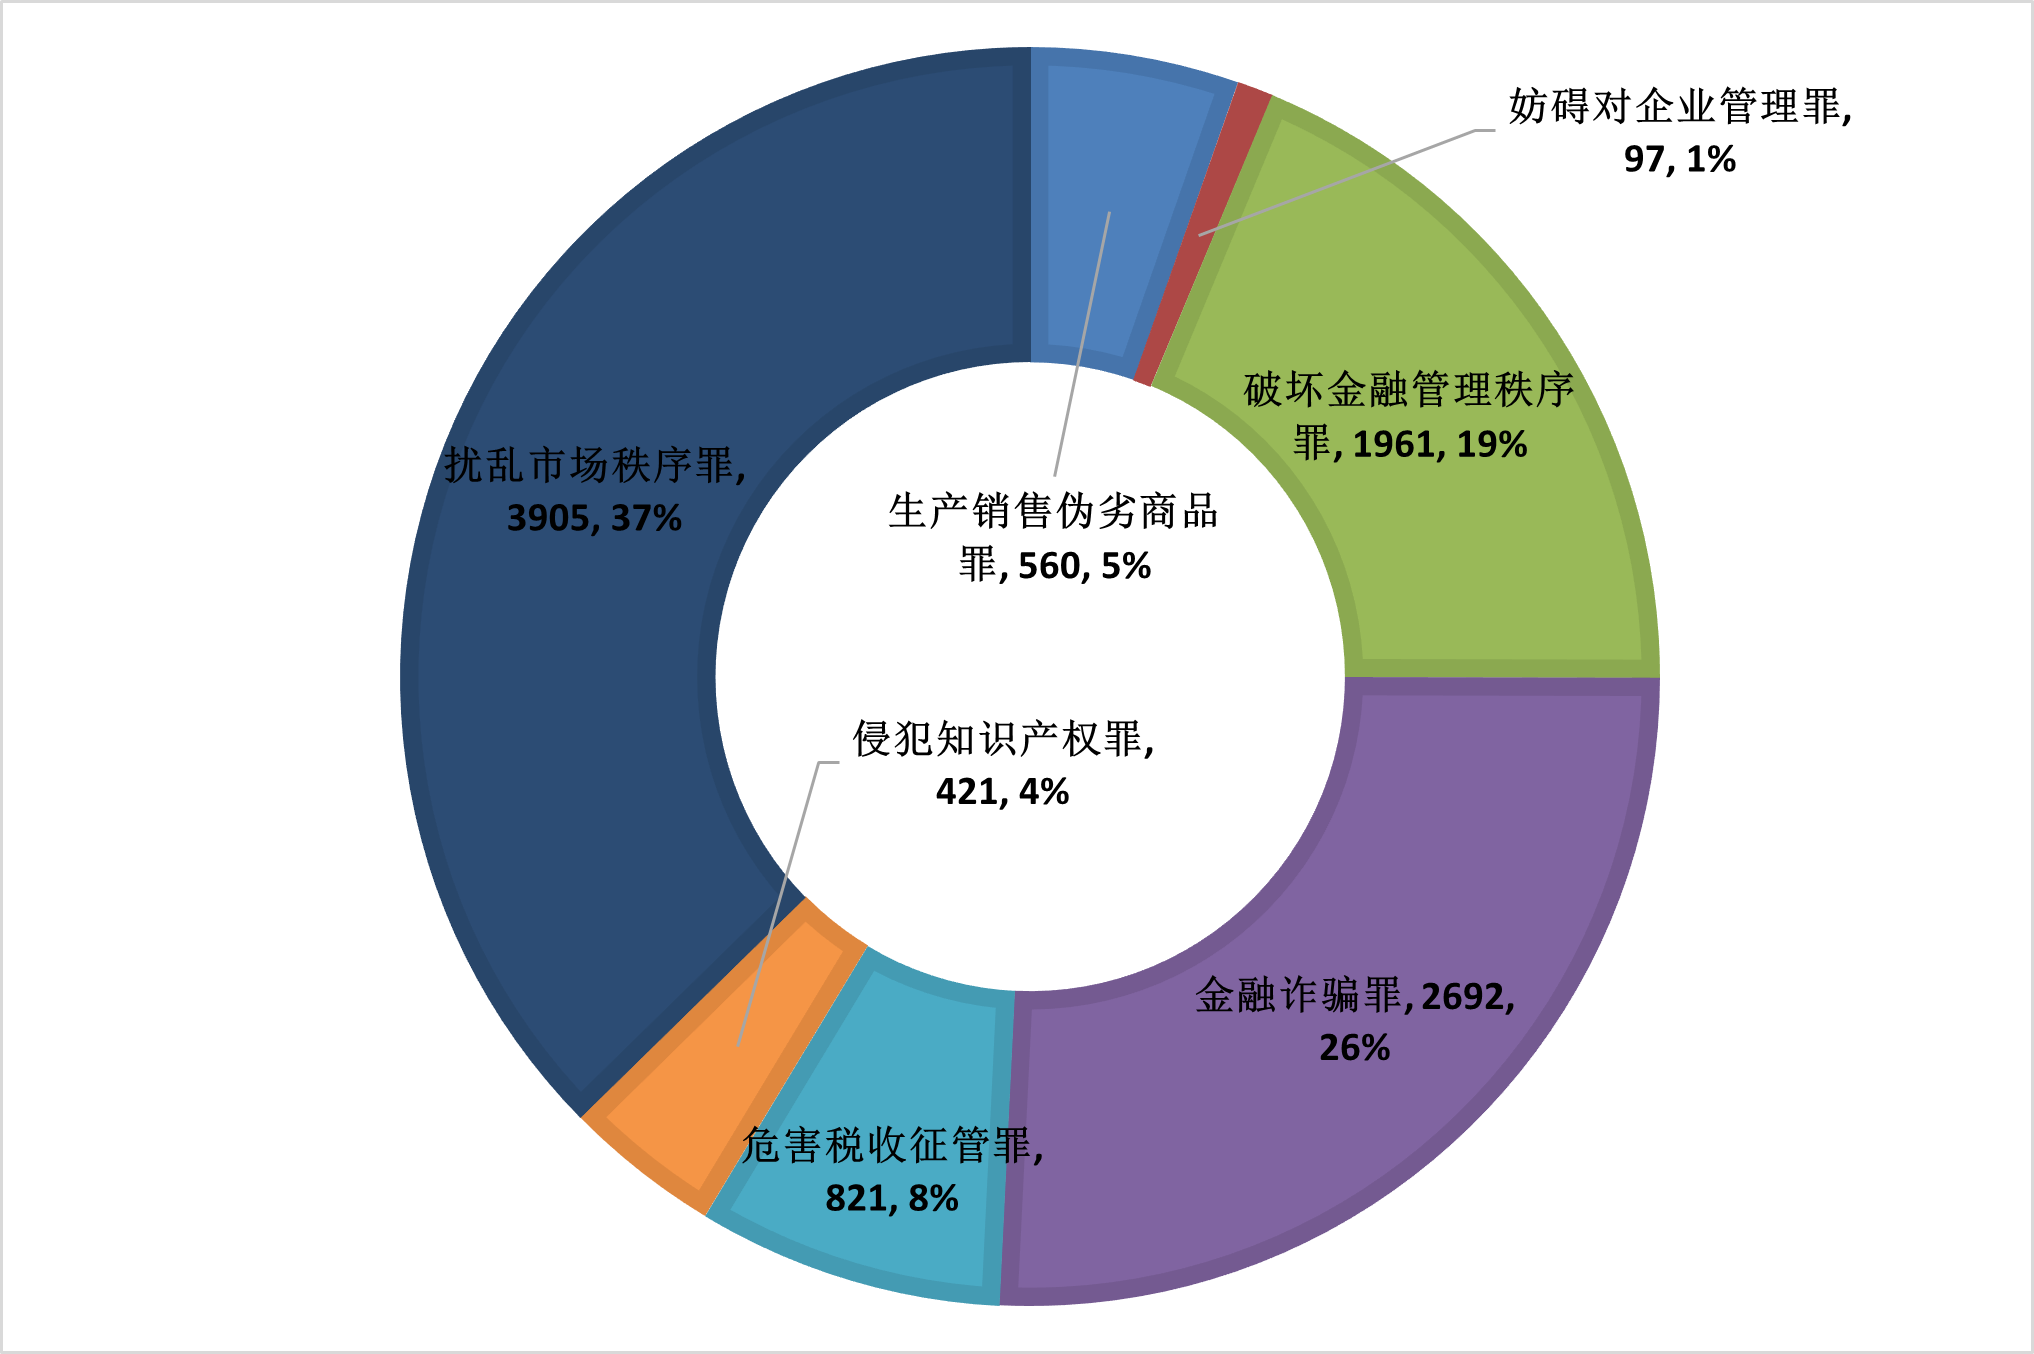 妨碍对企业管理罪,
97, 1%
破坏金融管理秩序
罪, 1961, 19%
扰乱市场秩序罪,
3905, 37%
生产销售伪劣商品
罪, 560, 5%
侵犯知识产权罪,
421, 4%
金融诈骗罪, 2692,
26%
危害税收征管罪,
821, 8%